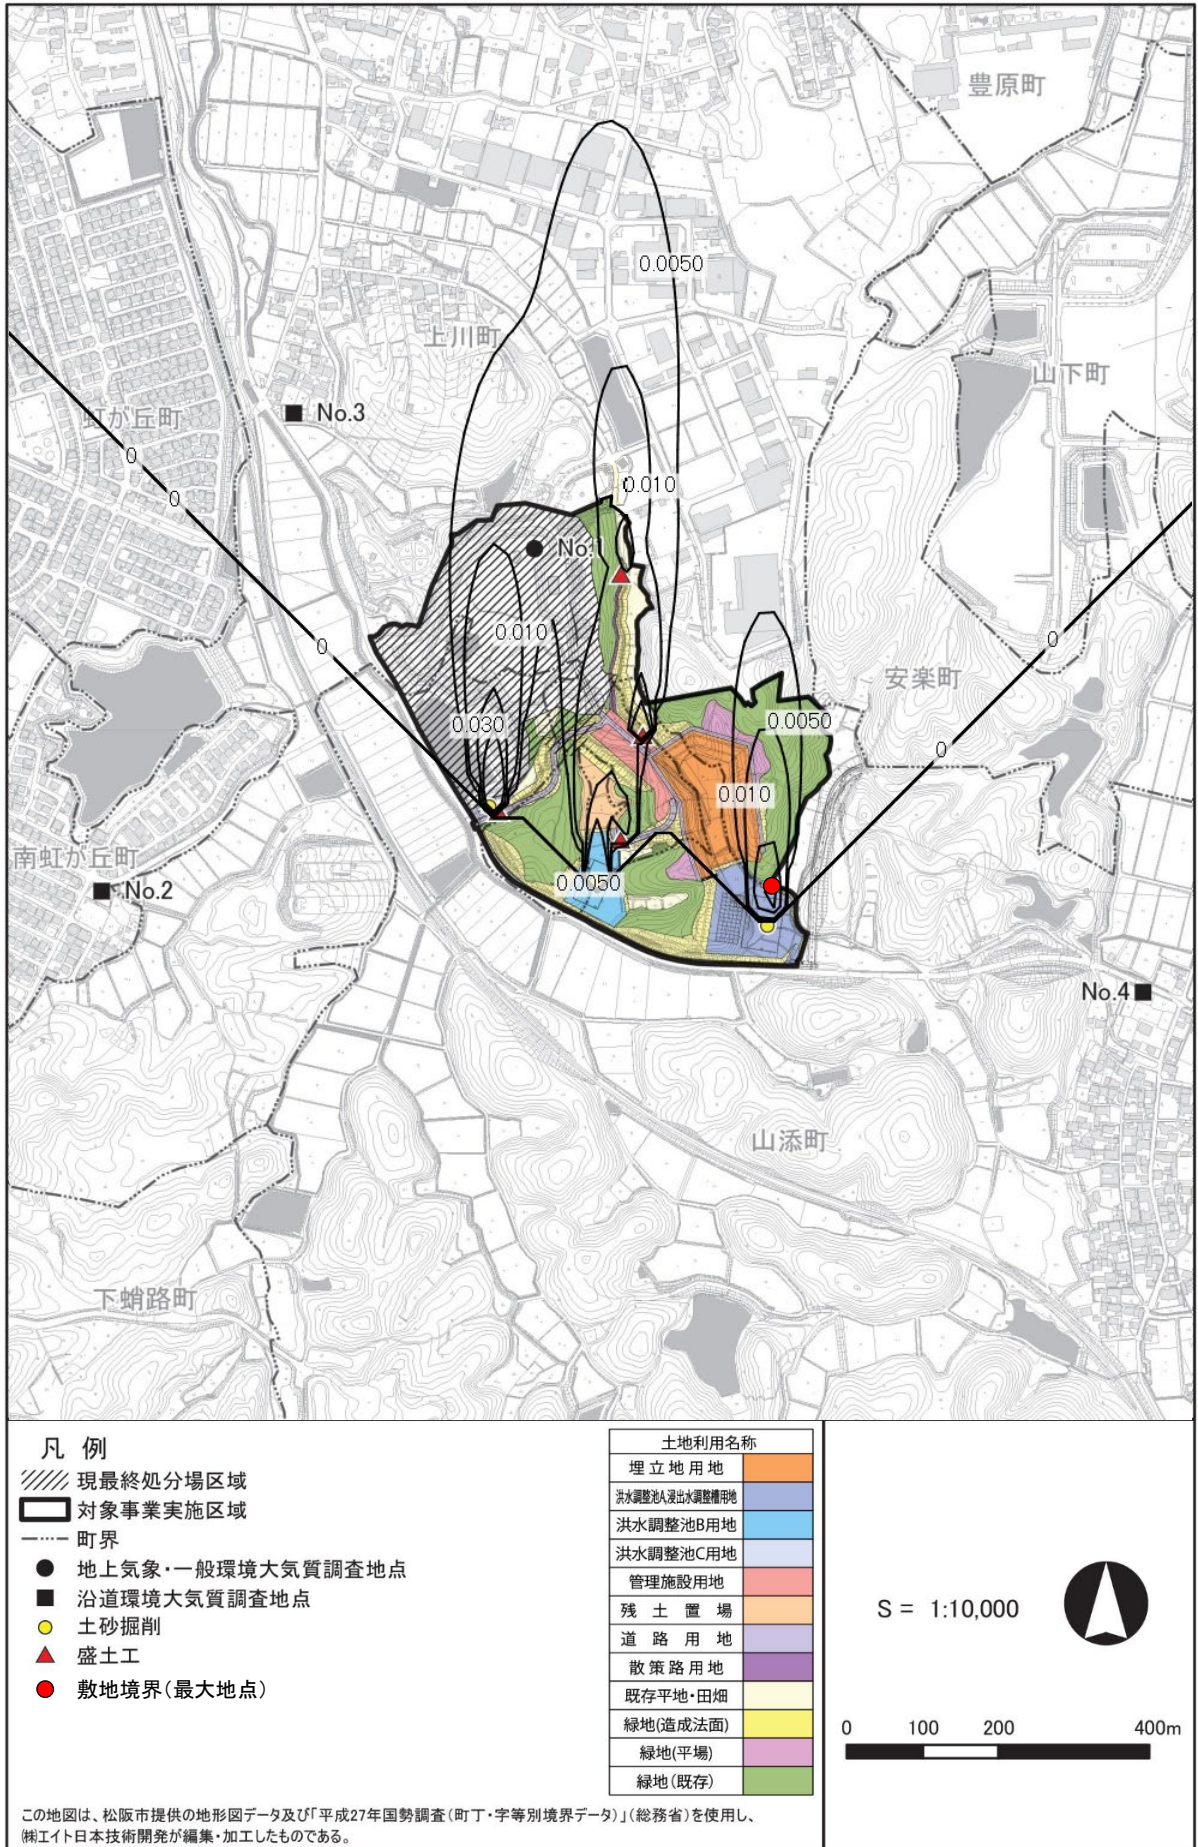 豊原町
0.0050
上川町
山下町
虹が丘町
No.3
0
0
0.010
No.1
0.010
0
0
安楽町
0.030
0.0050
0
0.010
南虹が丘町
No.2
0.0050
No.4
山添町
下蛸路町
凡 例
現最終処分場区域
対象事業実施区域
町界
地上気象・一般環境大気質調査地点
沿道環境大気質調査地点
土砂掘削
盛土工
敷地境界(最大地点)
土地利用名称
埋立地用地
洪水調整池A,浸出水調整槽用地
洪水調整池B用地
洪水調整池C用地
管理施設用地
残土置場
道路用地
散策路用地
既存平地・田畑
緑地(造成法面)
緑地(平場)
緑地(既存)
S = 1:10,000
0 100 200 400m
この地図は、松阪市提供の地形図データ及び「平成27年国勢調査(町丁・字等別境界データ)」(総務省)を使用し、
㈱エイト日本技術開発が編集・加工したものである。